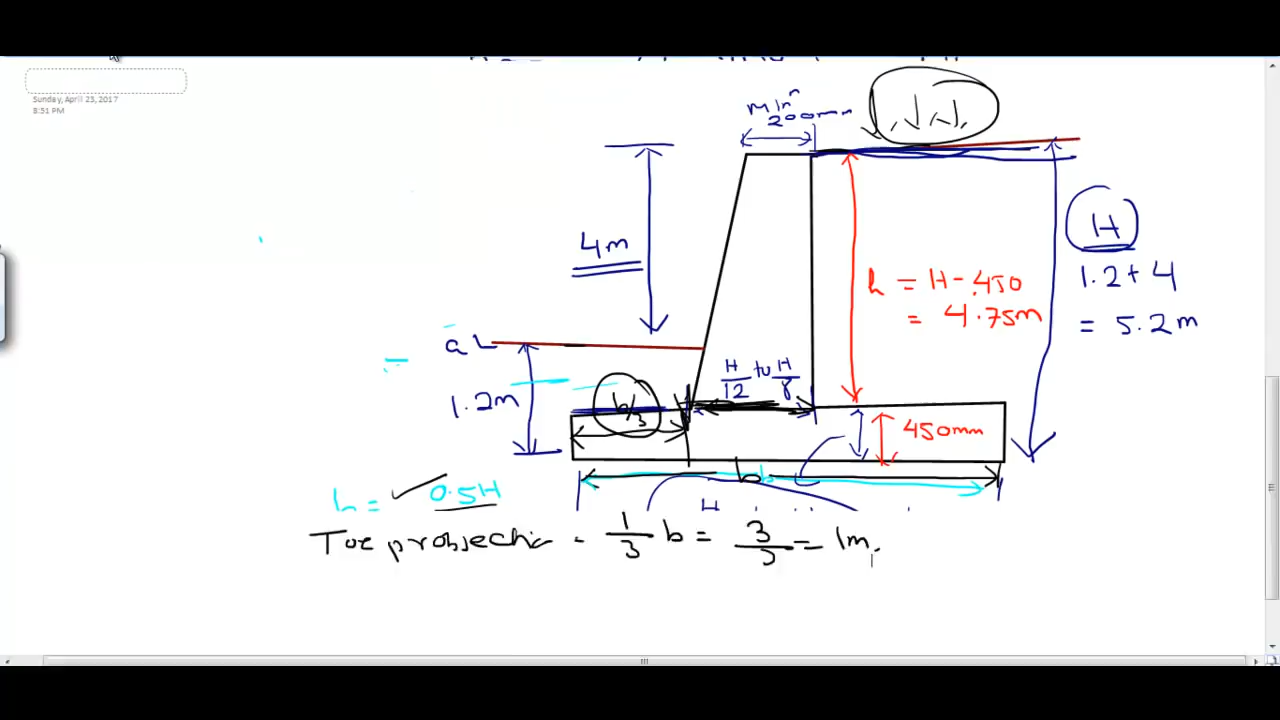 Sunday, April 23, 2017
8:31 PM
Min^m
200mm
4m
H
1.2+4
= 5.2m
h = H-.450
= 4.75m
GL
1.2m
b/3
H/12 to H/8
450mm
b
b
b = 0.5H
H
Toe projection = 1/3 b = 3/3 = 1m.